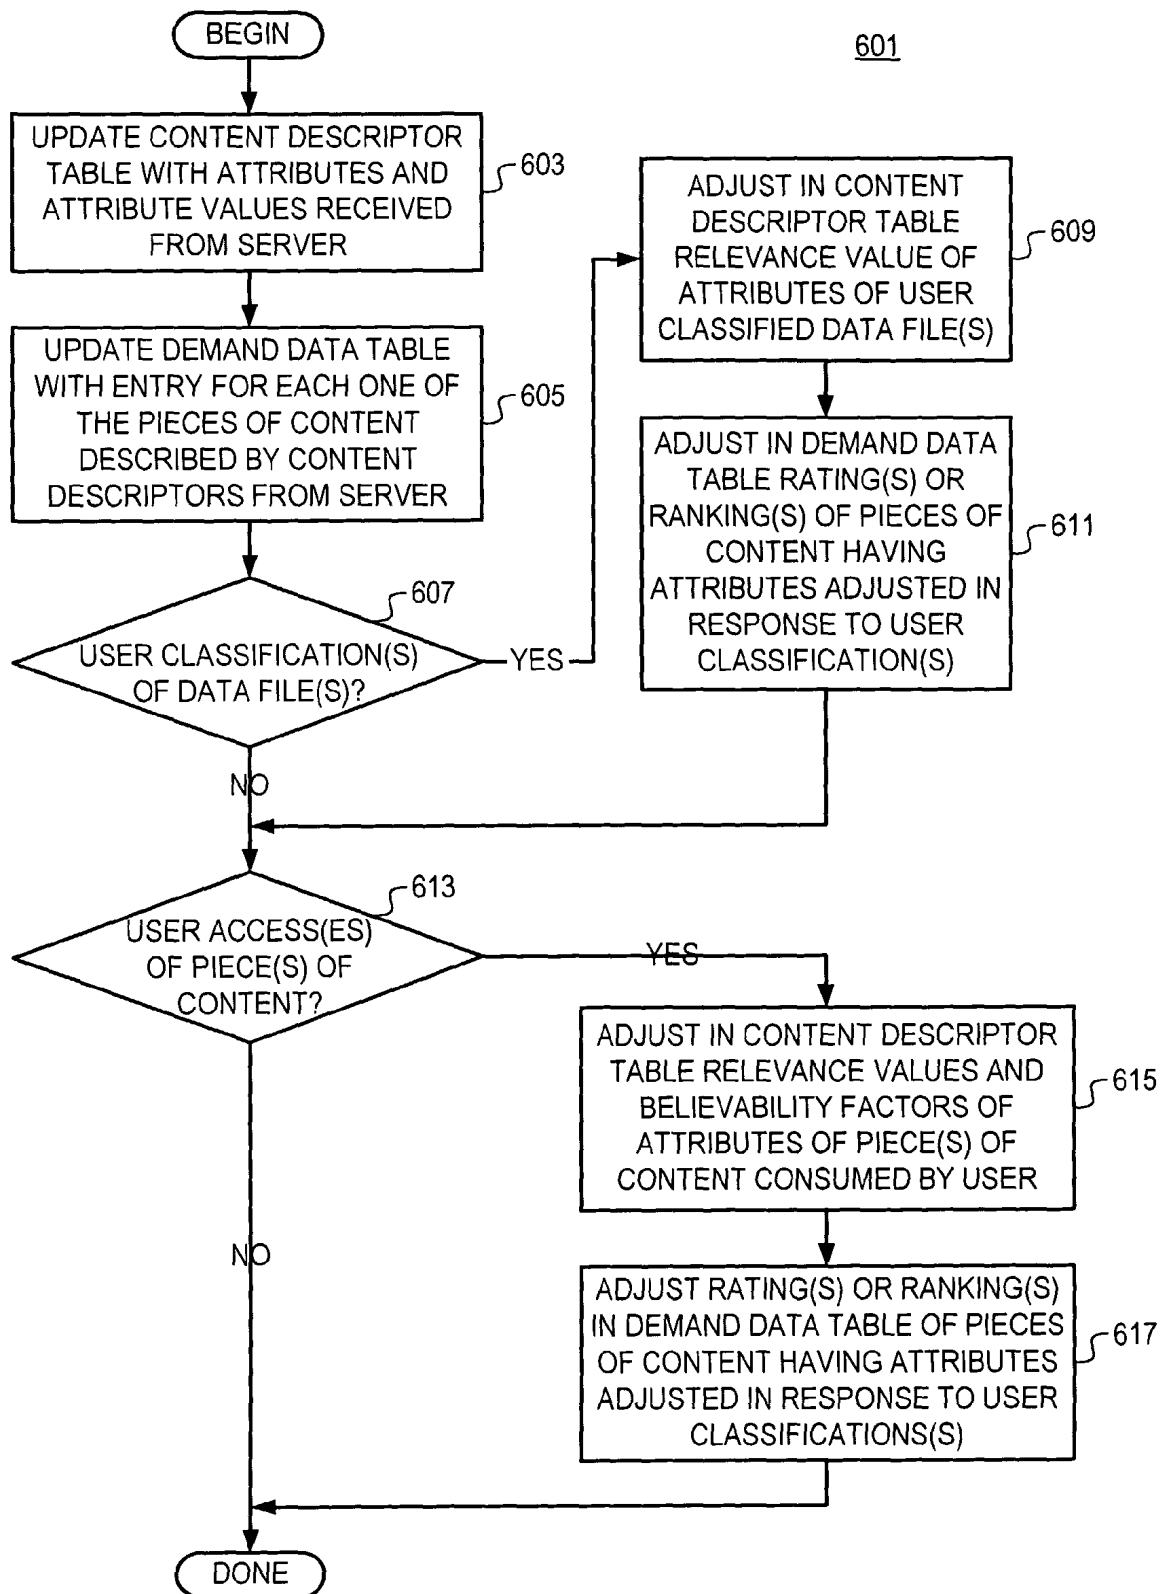 BEGIN
601
UPDATE CONTENT DESCRIPTOR
TABLE WITH ATTRIBUTES AND
ATTRIBUTE VALUES RECEIVED
FROM SERVER
603
UPDATE DEMAND DATA TABLE
WITH ENTRY FOR EACH ONE OF
THE PIECES OF CONTENT
DESCRIBED BY CONTENT
DESCRIPTORS FROM SERVER
605
607
USER CLASSIFICATION(S)
OF DATA FILE(S)?
YES
NO
ADJUST IN CONTENT
DESCRIPTOR TABLE
RELEVANCE VALUE OF
ATTRIBUTES OF USER
CLASSIFIED DATA FILE(S)
609
ADJUST IN DEMAND DATA
TABLE RATING(S) OR
RANKING(S) OF PIECES OF
CONTENT HAVING
ATTRIBUTES ADJUSTED IN
RESPONSE TO USER
CLASSIFICATION(S)
611
613
USER ACCESS(ES)
OF PIECE(S) OF
CONTENT?
YES
NO
ADJUST IN CONTENT DESCRIPTOR
TABLE RELEVANCE VALUES AND
BELIEVABILITY FACTORS OF
ATTRIBUTES OF PIECE(S) OF
CONTENT CONSUMED BY USER
615
ADJUST RATING(S) OR RANKING(S)
IN DEMAND DATA TABLE OF PIECES
OF CONTENT HAVING ATTRIBUTES
ADJUSTED IN RESPONSE TO USER
CLASSIFICATIONS(S)
617
DONE